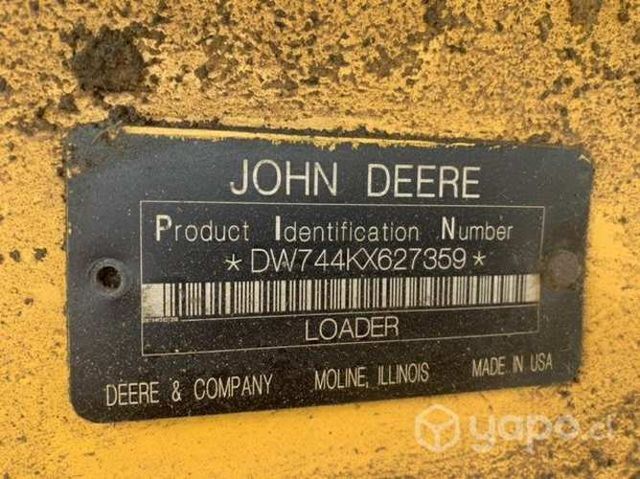 JOHN DEERE
Product Identification Number
*DW744KX627359*
LOADER
DEERE & COMPANY MOLINE, ILLINOIS MADE IN USA
yapo.cl